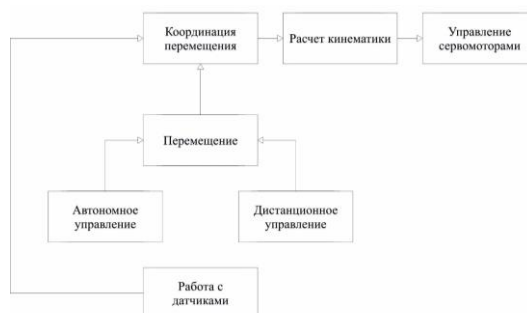 Координация
перемещения
Расчет кинематики
Управление
сервомоторами
Перемещение
Автономное
управление
Дистанционное
управление
Работа с
датчиками